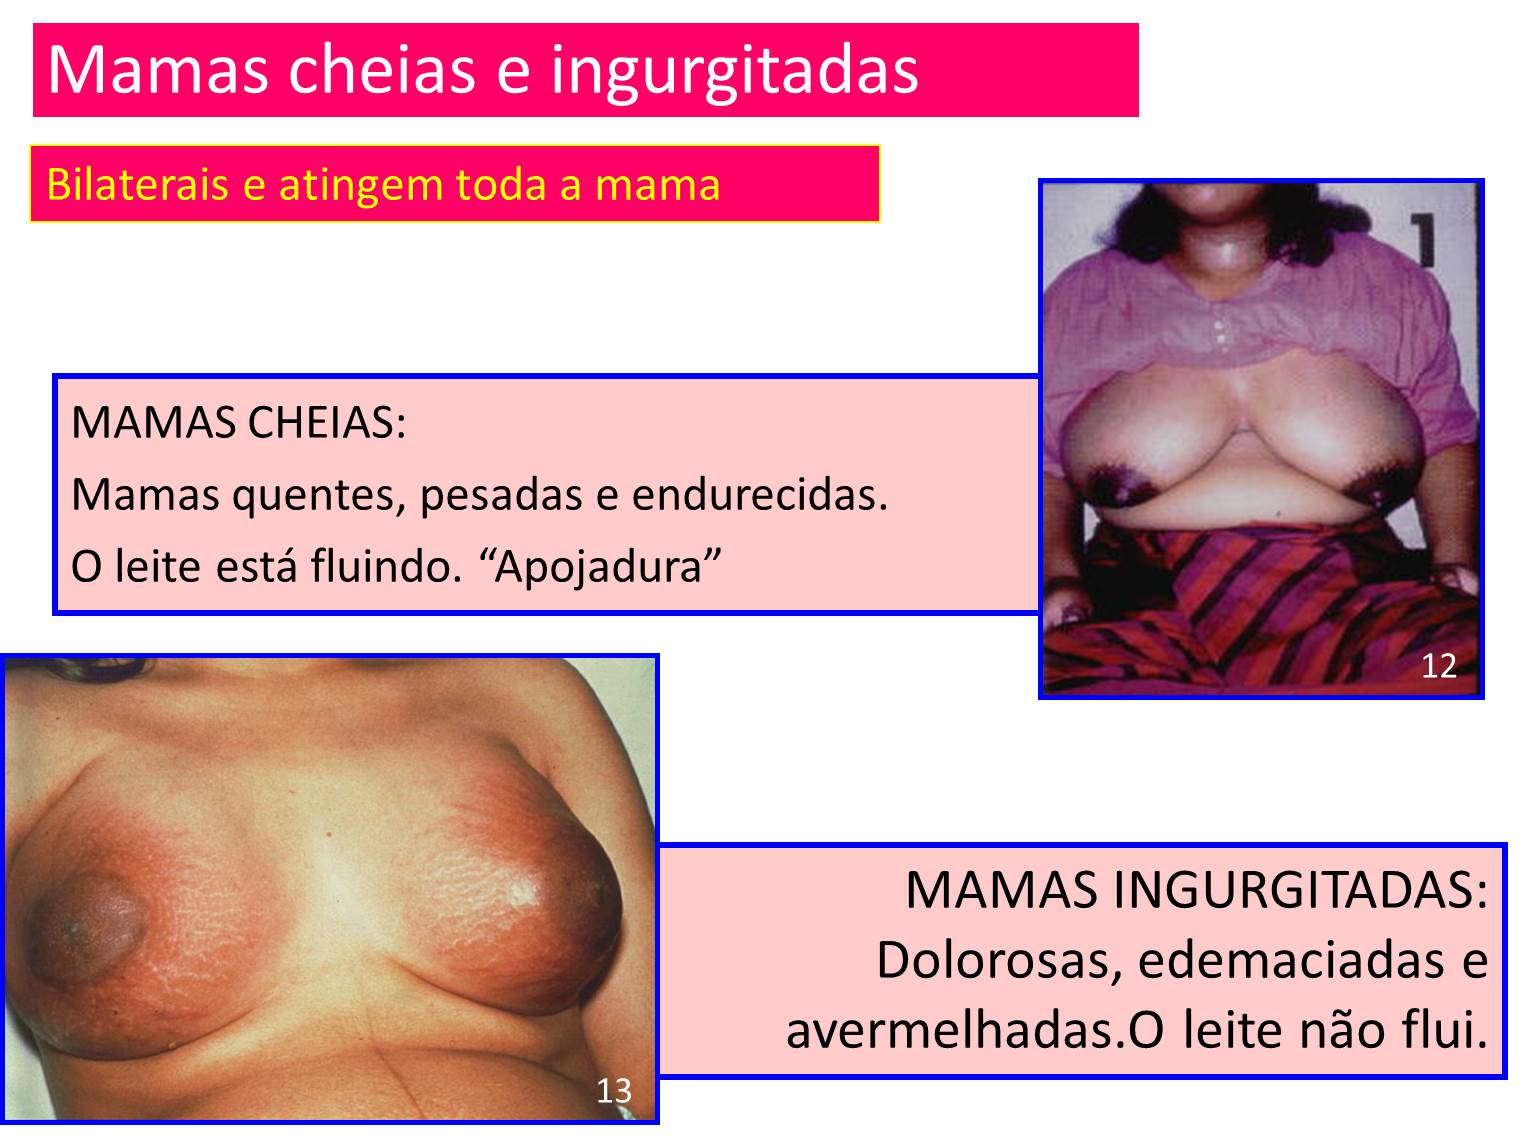 Mamas cheias e ingurgitadas
Bilaterais e atingem toda a mama
1
MAMAS CHEIAS:
Mamas quentes, pesadas e endurecidas.
O leite está fluindo. “Apojadura”
12
MAMAS INGURGITADAS:
Dolorosas, edemaciadas e
avermelhadas.O leite não flui.
13